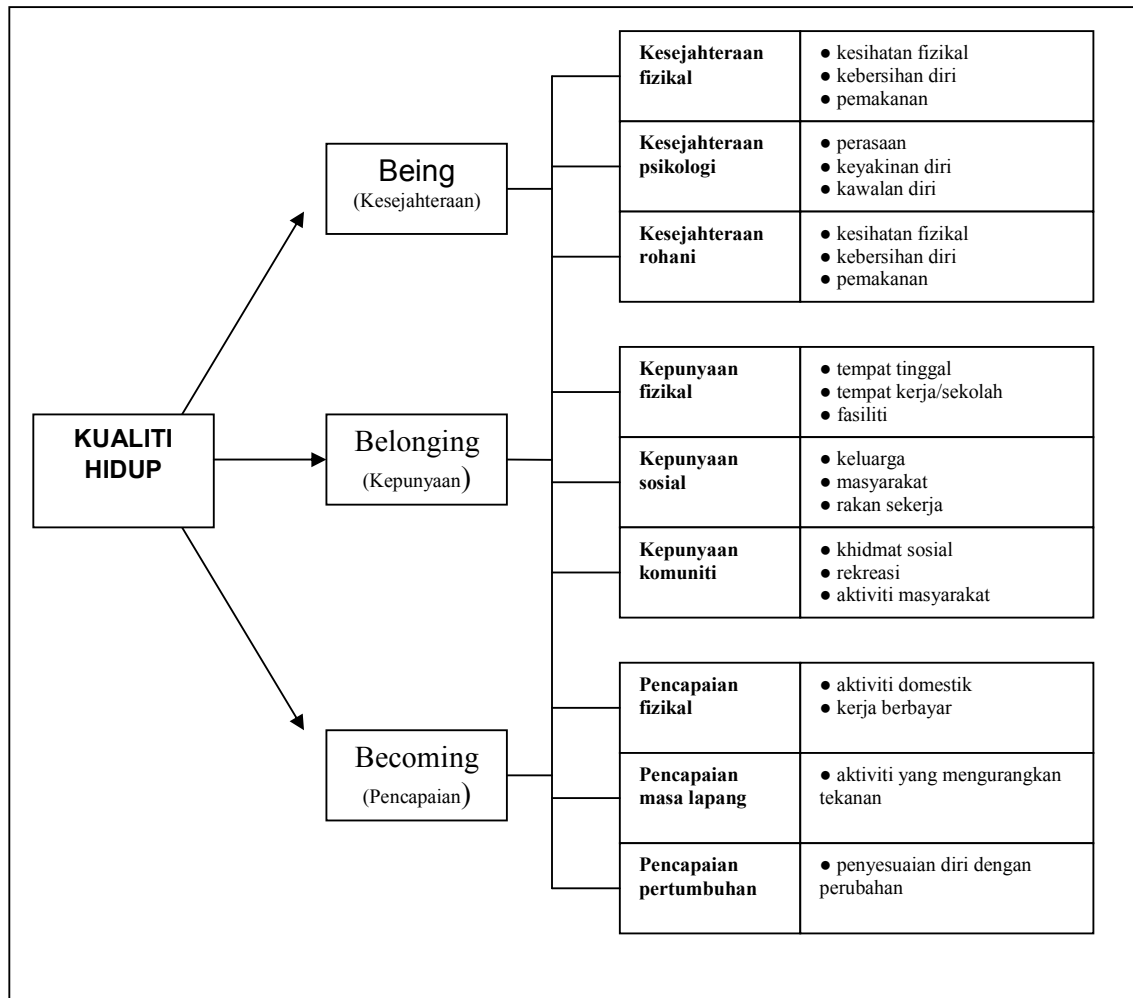 KUALITI
HIDUP
Being
(Kesejahteraan)
Kesejahteraan
fizikal
● kesihatan fizikal
● kebersihan diri
● pemakanan
Kesejahteraan
psikologi
● perasaan
● keyakinan diri
● kawalan diri
Kesejahteraan
rohani
● kesihatan fizikal
● kebersihan diri
● pemakanan
Belonging
(Kepunyaan)
Kepunyaan
fizikal
● tempat tinggal
● tempat kerja/sekolah
● fasiliti
Kepunyaan
sosial
● keluarga
● masyarakat
● rakan sekerja
Kepunyaan
komuniti
● khidmat sosial
● rekreasi
● aktiviti masyarakat
Becoming
(Pencapaian)
Pencapaian
fizikal
● aktiviti domestik
● kerja berbayar
Pencapaian
masa lapang
● aktiviti yang mengurangkan
tekanan
Pencapaian
pertumbuhan
● penyesuaian diri dengan
perubahan